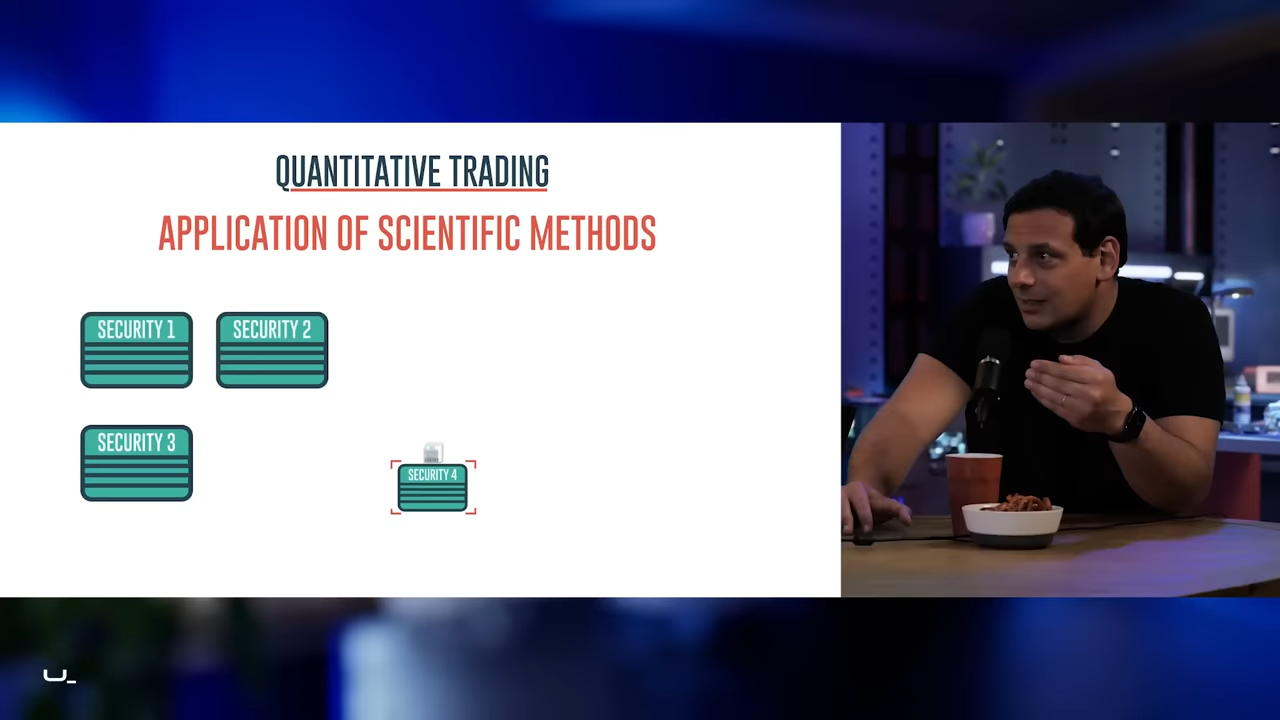 QUANTITATIVE TRADING
APPLICATION OF SCIENTIFIC METHODS
SECURITY 1
SECURITY 2
SECURITY 3
SECURITY 4